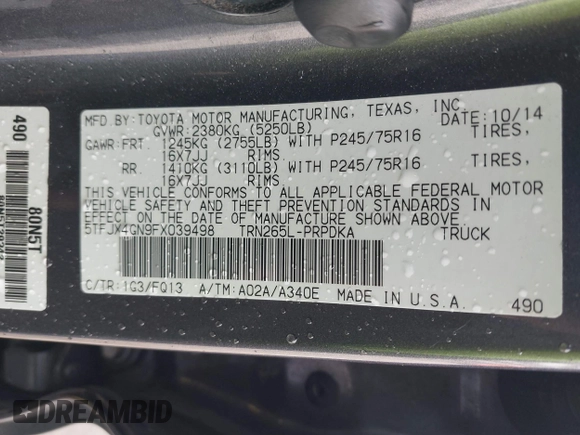 MFD.BY:TOYOTA MOTOR MANUFACTURING, TEXAS, INC.
GVWR:2380KG (5250LB) DATE:10/14
GAWR:FRT 1245KG (2755LB) WITH P245/75R16 TIRES,
16X7JJ RIMS
RR 1410KG (3110LB) WITH P245/75R16 TIRES,
16X7JJ RIMS
THIS VEHICLE CONFORMS TO ALL APPLICABLE FEDERAL MOTOR
VEHICLE SAFETY, BUMPER, AND THEFT PREVENTION STANDARDS IN
EFFECT ON THE DATE OF MANUFACTURE SHOWN ABOVE.
5TFJX4GN9FX039498 TRN265L-PRPDKA TRUCK
C/TR:1G3/FQ13 A/TM:A02A/A340E MADE IN U.S.A. 490
490
80N5T
DREAMBID